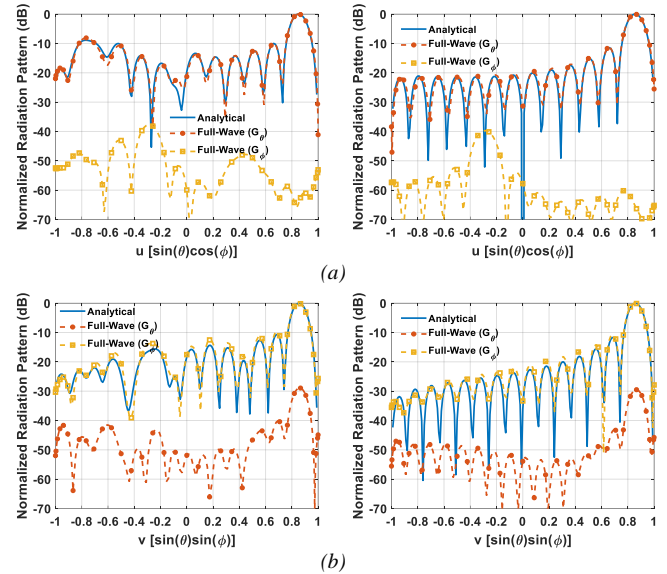 Normalized Radiation Pattern (dB)
0
-10
-20
-30
-40
-50
-60
-70
Analytical
Full-Wave (Gθ)
Full-Wave (Gϕ)
-1 -0.8 -0.6 -0.4 -0.2 0 0.2 0.4 0.6 0.8 1
u [sin(θ)cos(ϕ)]
Normalized Radiation Pattern (dB)
0
-10
-20
-30
-40
-50
-60
-70
Analytical
Full-Wave (Gθ)
Full-Wave (Gϕ)
-1 -0.8 -0.6 -0.4 -0.2 0 0.2 0.4 0.6 0.8 1
u [sin(θ)cos(ϕ)]
(a)
Normalized Radiation Pattern (dB)
0
-10
-20
-30
-40
-50
-60
-70
Analytical
Full-Wave (Gθ)
Full-Wave (Gϕ)
-1 -0.8 -0.6 -0.4 -0.2 0 0.2 0.4 0.6 0.8 1
v [sin(θ)sin(ϕ)]
Normalized Radiation Pattern (dB)
0
-10
-20
-30
-40
-50
-60
-70
Analytical
Full-Wave (Gθ)
Full-Wave (Gϕ)
-1 -0.8 -0.6 -0.4 -0.2 0 0.2 0.4 0.6 0.8 1
v [sin(θ)sin(ϕ)]
(b)